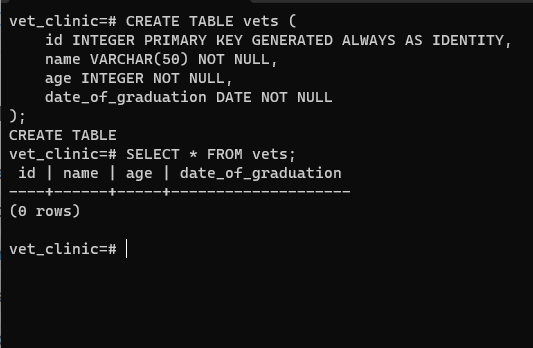 vet_clinic=# CREATE TABLE vets (
    id INTEGER PRIMARY KEY GENERATED ALWAYS AS IDENTITY,
    name VARCHAR(50) NOT NULL,
    age INTEGER NOT NULL,
    date_of_graduation DATE NOT NULL
);
CREATE TABLE
vet_clinic=# SELECT * FROM vets;
 id | name | age | date_of_graduation
----+------+-----+--------------------
(0 rows)

vet_clinic=#